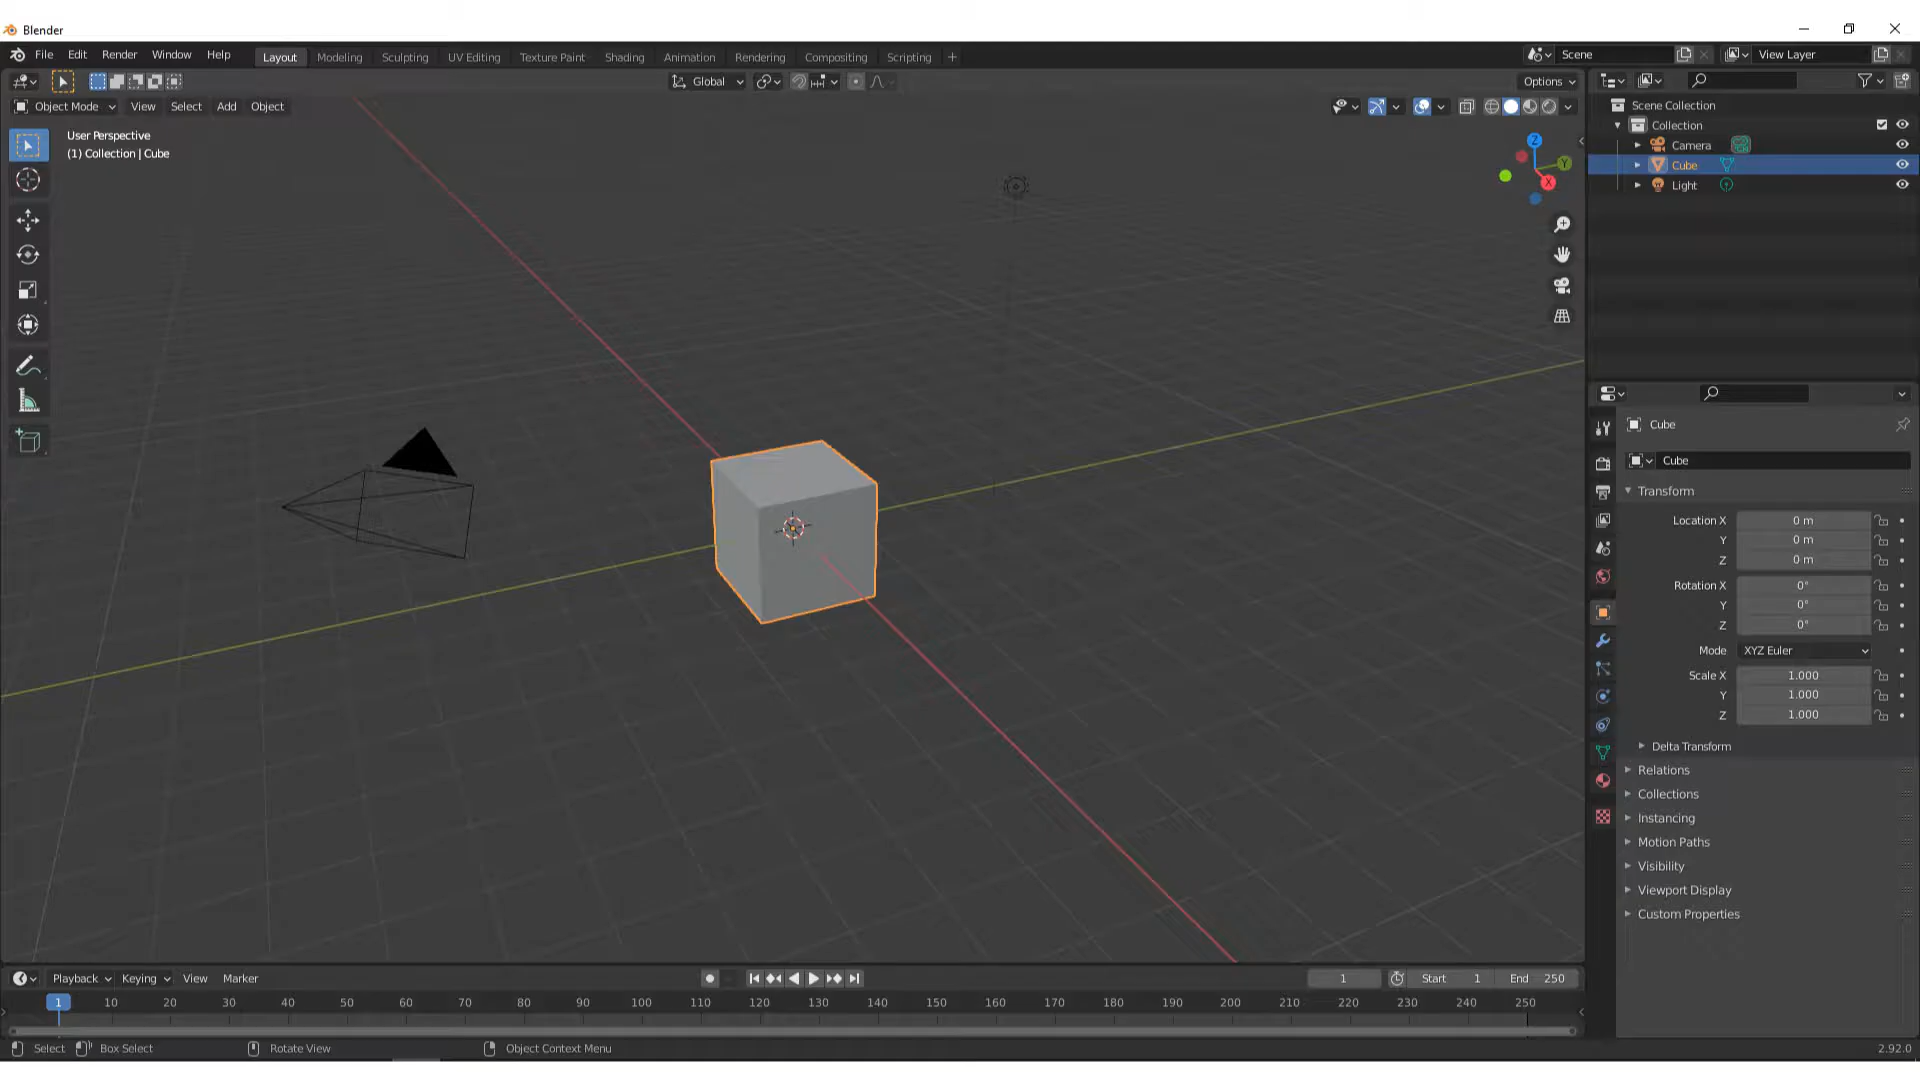 Blender
File Edit Render Window Help Layout Modeling Sculpting UV Editing Texture Paint Shading Animation Rendering Compositing Scripting + Scene View Layer
Global Options
Object Mode View Select Add Object
User Perspective
(1) Collection | Cube
Z
Y
X
Scene Collection
Collection
Camera
Cube
Light
Cube
Cube
Transform
Location X 0 m
Y 0 m
Z 0 m
Rotation X 0°
Y 0°
Z 0°
Mode XYZ Euler
Scale X 1.000
Y 1.000
Z 1.000
Delta Transform
Relations
Collections
Instancing
Motion Paths
Visibility
Viewport Display
Custom Properties
Playback Keying View Marker 1 Start 1 End 250
1 10 20 30 40 50 60 70 80 90 100 110 120 130 140 150 160 170 180 190 200 210 220 230 240 250
Select Box Select Rotate View Object Context Menu 2.92.0